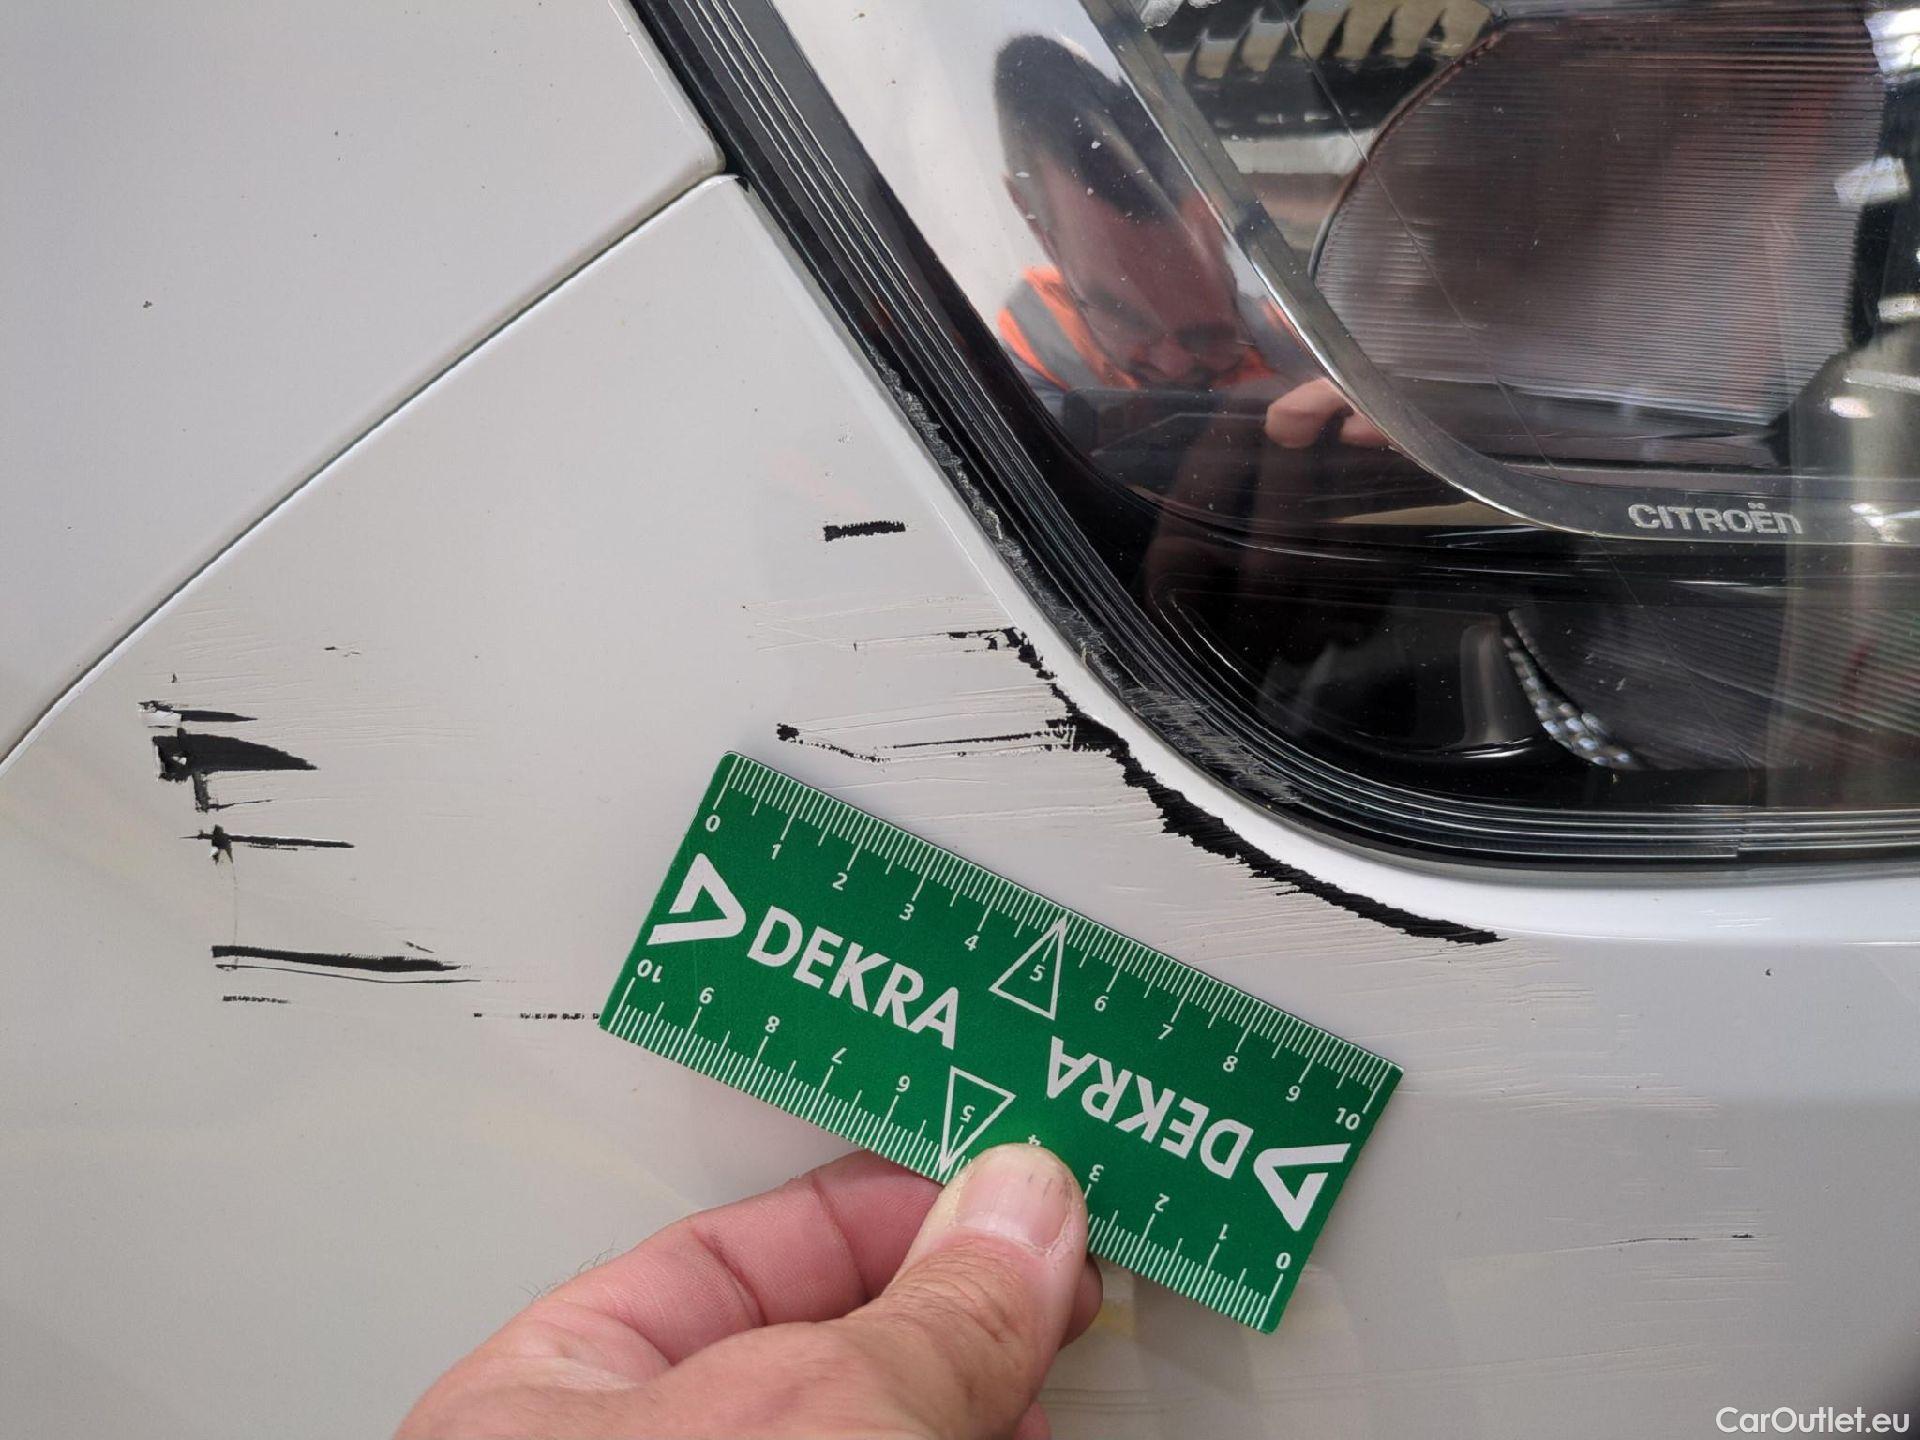 CITROËN
0 1 2 3 4 5 6 7 8 9 10
DEKRA
DEKRA
10 9 8 7 6 5 4 3 2 1 0
CarOutlet.eu